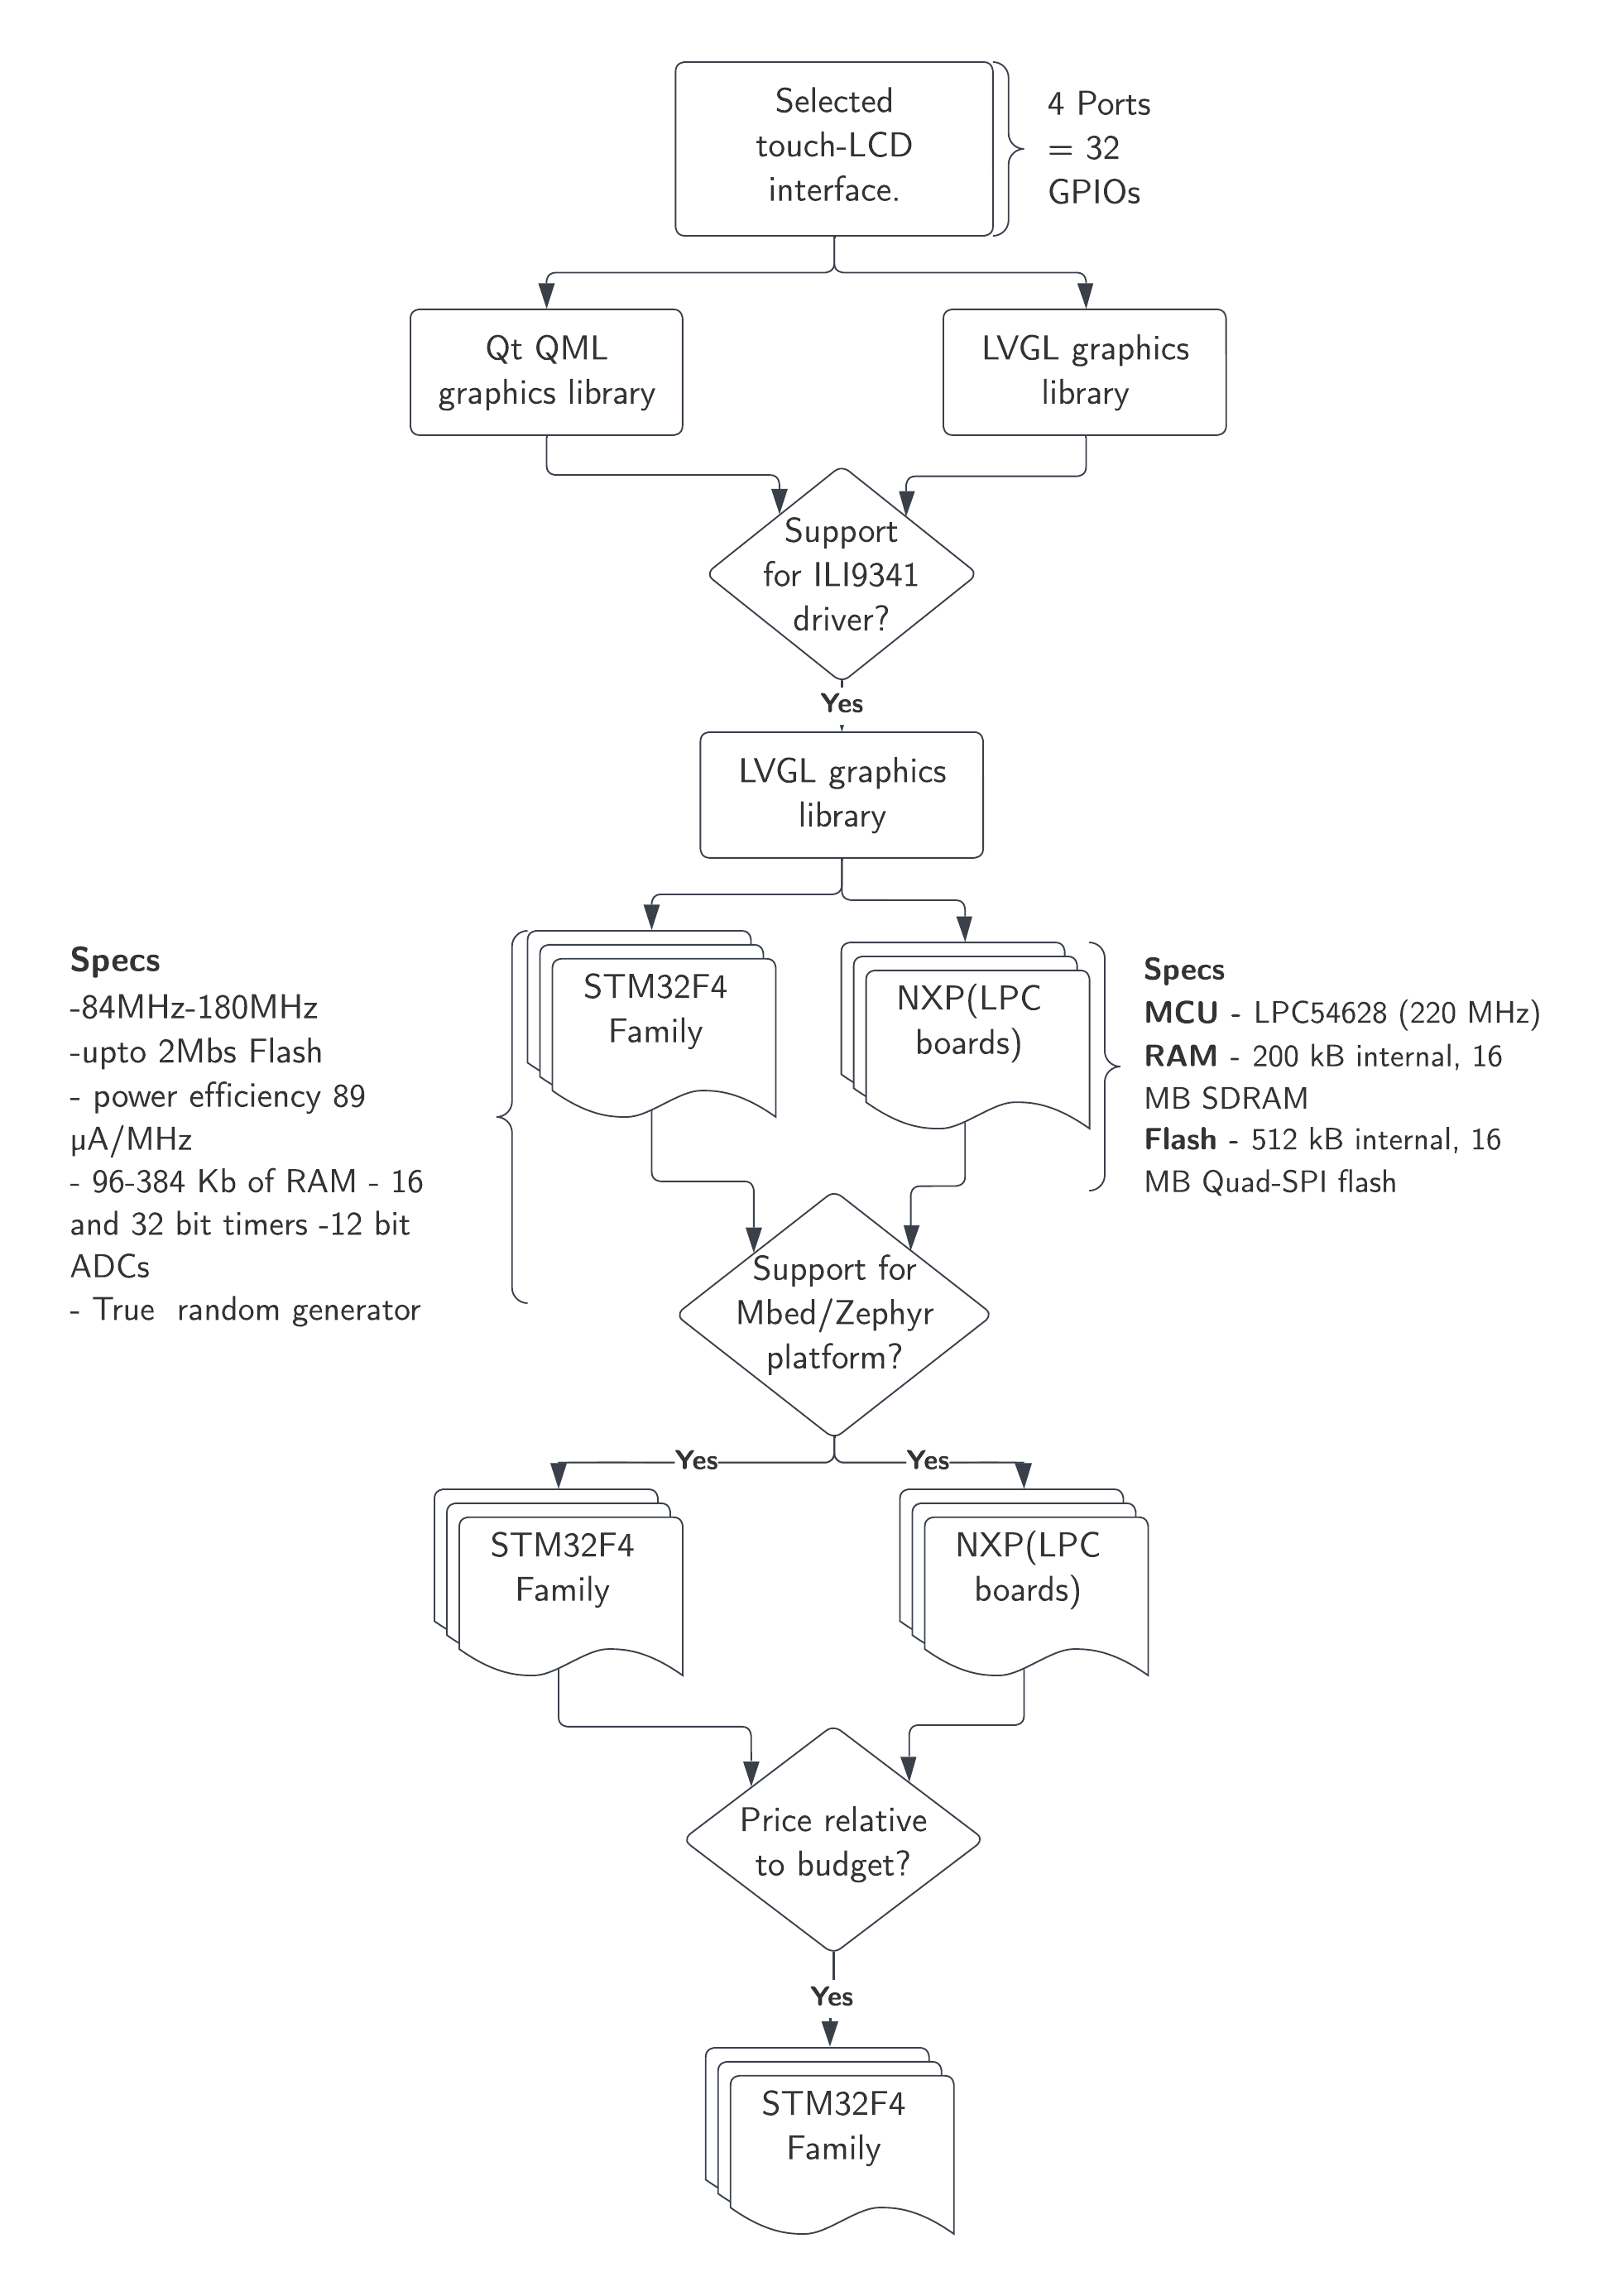 Selected
touch-LCD
interface.
4 Ports
= 32
GPIOs
Qt QML
graphics library
LVGL graphics
library
Support
for ILI9341
driver?
Yes
LVGL graphics
library
Specs
-84MHz-180MHz
-upto 2Mbs Flash
- power efficiency 89
µA/MHz
- 96-384 Kb of RAM - 16
and 32 bit timers -12 bit
ADCs
- True  random generator
STM32F4
Family
NXP(LPC
boards)
Specs
MCU - LPC54628 (220 MHz)
RAM - 200 kB internal, 16
MB SDRAM
Flash - 512 kB internal, 16
MB Quad-SPI flash
Support for
Mbed/Zephyr
platform?
Yes
Yes
STM32F4
Family
NXP(LPC
boards)
Price relative
to budget?
Yes
STM32F4
Family